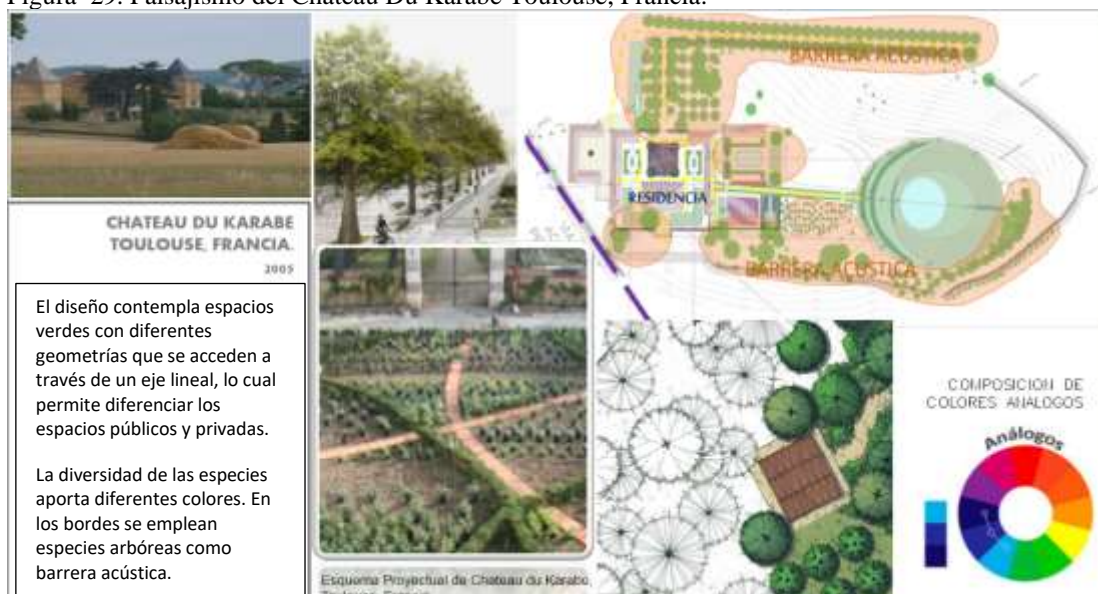 Figura 29. Paisajismo del Chateau Du Karabe Toulouse, Francia.
CHATEAU DU KARABE
TOULOUSE, FRANCIA.
2005
El diseño contempla espacios
verdes con diferentes
geometrías que se acceden a
través de un eje lineal, lo cual
permite diferenciar los
espacios públicos y privadas.
La diversidad de las especies
aporta diferentes colores. En
los bordes se emplean
especies arbóreas como
barrera acústica.
BARRERA ACUSTICA
RESIDENCIA
BARRERA ACUSTICA
Esquema Proyectual de Chateau du Karabe,
COMPOSICION DE
COLORES ANALOGOS
Análogos